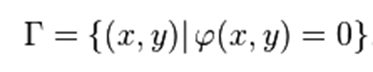 Γ = {(x, y)| φ(x, y) = 0}